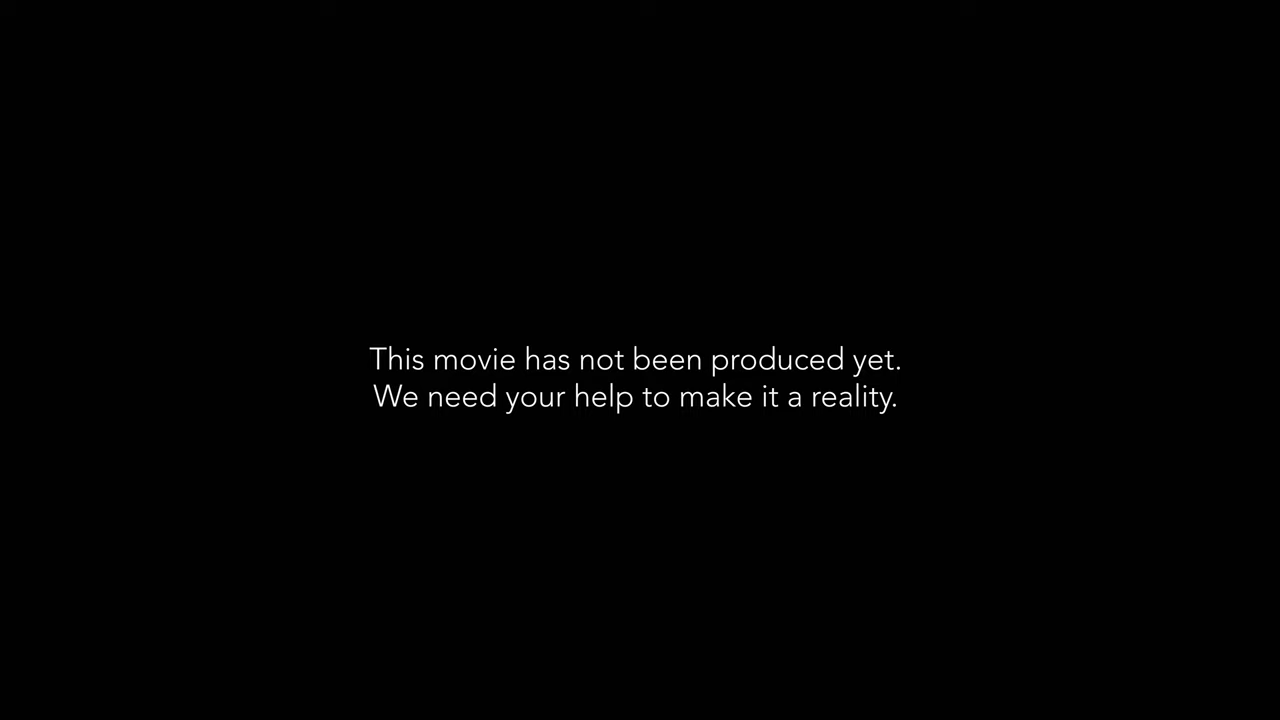 This movie has not been produced yet.
We need your help to make it a reality.